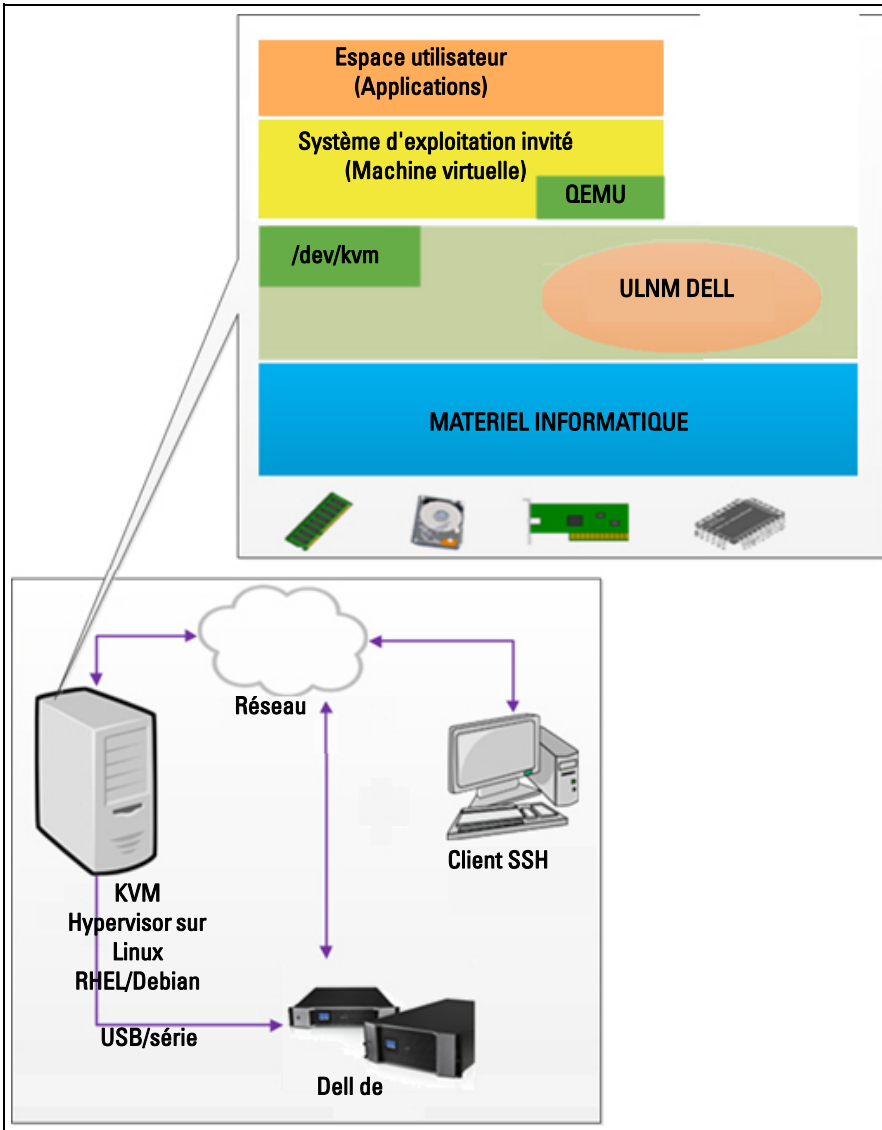 Espace utilisateur
(Applications)
Système d'exploitation invité
(Machine virtuelle)
QEMU
/dev/kvm
ULNM DELL
MATERIEL INFORMATIQUE
Réseau
Client SSH
KVM
Hypervisor sur
Linux
RHEL/Debian
USB/série
Dell de